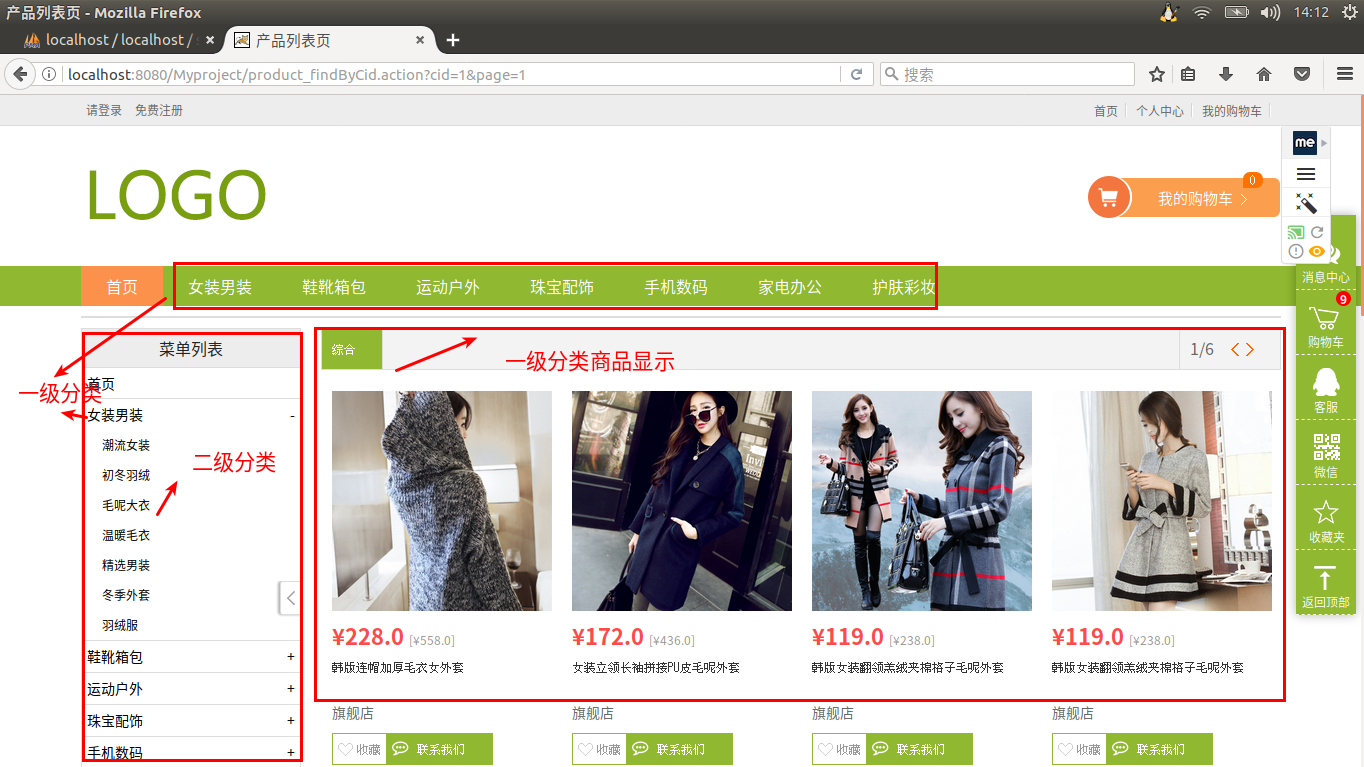 产品列表页 - Mozilla Firefox
14:12
localhost / localhost /
产品列表页
localhost:8080/Myproject/product_findByCid.action?cid=1&page=1
搜索
请登录 免费注册
首页 个人中心 我的购物车
me
LOGO
0
我的购物车
首页 女装男装 鞋靴箱包 运动户外 珠宝配饰 手机数码 家电办公 护肤彩妆
消息中心
9
购物车
客服
微信
收藏夹
返回顶部
菜单列表
首页
一级分类
女装男装 -
潮流女装
二级分类
初冬羽绒
毛呢大衣
温暖毛衣
精选男装
冬季外套
羽绒服
鞋靴箱包 +
运动户外 +
珠宝配饰 +
手机数码 +
综合
一级分类商品显示
1/6
¥228.0 [¥558.0]
韩版连帽加厚毛衣女外套
旗舰店
收藏 联系我们
¥172.0 [¥436.0]
女装立领长袖拼接PU皮毛呢外套
旗舰店
收藏 联系我们
¥119.0 [¥238.0]
韩版女装翻领羔绒夹棉格子毛呢外套
旗舰店
收藏 联系我们
¥119.0 [¥238.0]
韩版女装翻领羔绒夹棉格子毛呢外套
旗舰店
收藏 联系我们